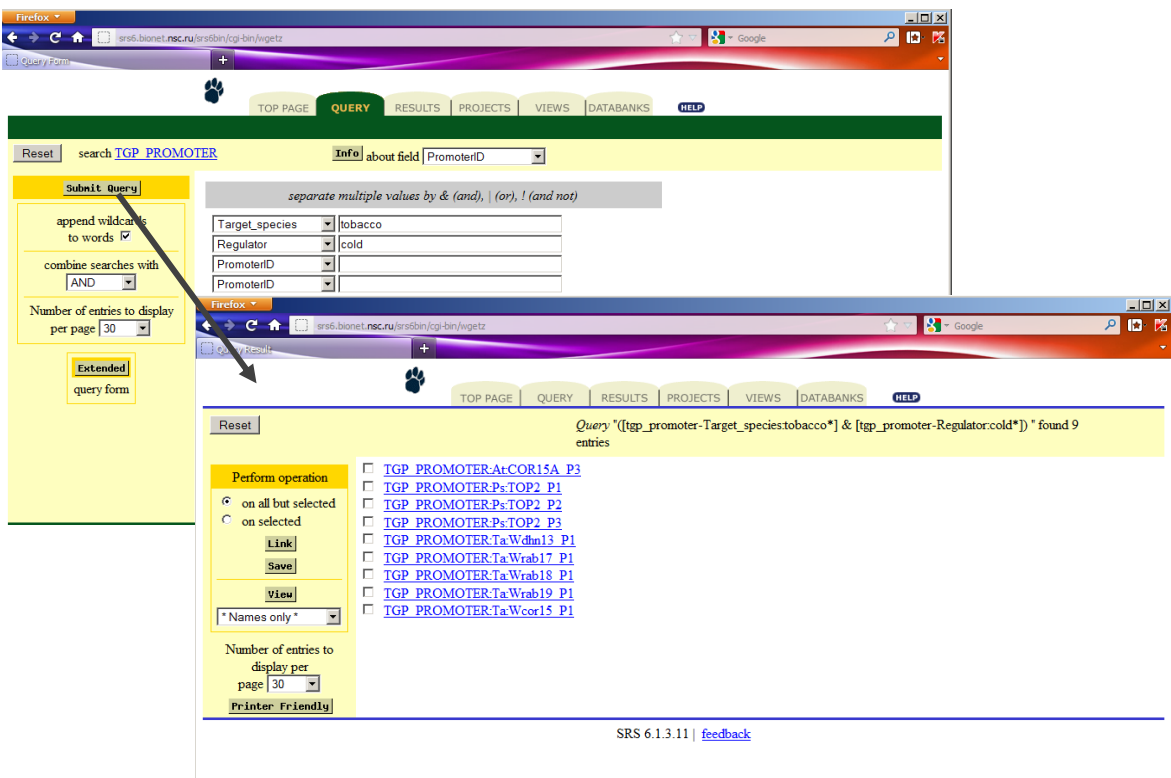 Firefox
srs6.bionet.nsc.ru/srs6bin/cgi-bin/wgetz
Google
Query Form
+
TOP PAGE QUERY RESULTS PROJECTS VIEWS DATABANKS HELP
Reset search TGP_PROMOTER Info about field PromoterID
Submit Query
append wildcards
to words
combine searches with
AND
Number of entries to display
per page 30
Extended
query form
separate multiple values by & (and), | (or), ! (and not)
Target_species tobacco
Regulator cold
PromoterID
PromoterID
Firefox
srs6.bionet.nsc.ru/srs6bin/cgi-bin/wgetz
Google
Query Result
+
TOP PAGE QUERY RESULTS PROJECTS VIEWS DATABANKS HELP
Reset
Query "([tgp_promoter-Target_species:tobacco*] & [tgp_promoter-Regulator:cold*]) " found 9
entries
Perform operation
on all but selected
on selected
Link
Save
View
* Names only *
Number of entries to
display per
page 30
Printer Friendly
TGP_PROMOTER:At:COR15A_P3
TGP_PROMOTER:Ps:TOP2_P1
TGP_PROMOTER:Ps:TOP2_P2
TGP_PROMOTER:Ps:TOP2_P3
TGP_PROMOTER:Ta:Wdhn13_P1
TGP_PROMOTER:Ta:Wrab17_P1
TGP_PROMOTER:Ta:Wrab18_P1
TGP_PROMOTER:Ta:Wrab19_P1
TGP_PROMOTER:Ta:Wcor15_P1
SRS 6.1.3.11 | feedback